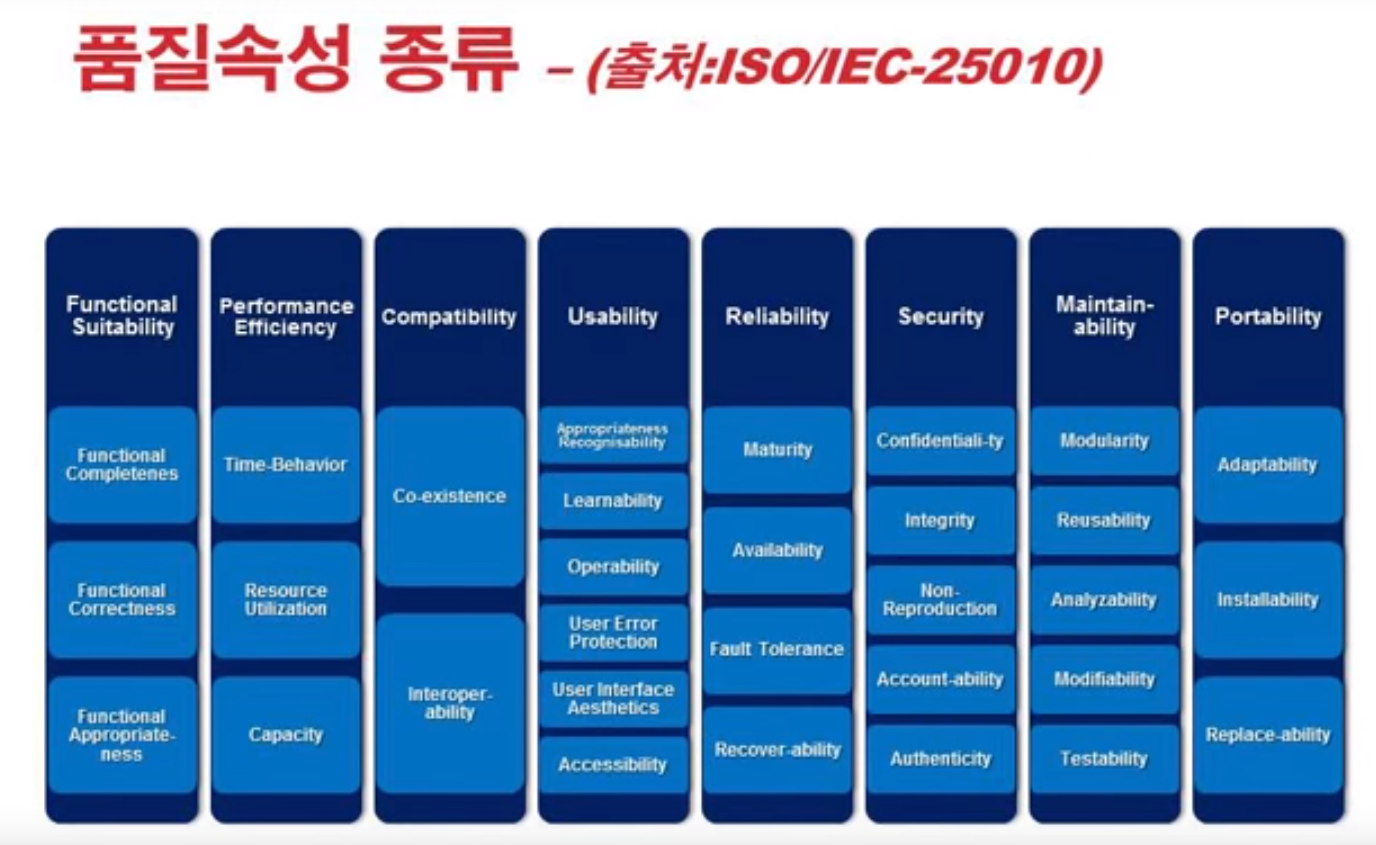 품질속성 종류 – (출처:ISO/IEC-25010)
Functional
Suitability
Functional
Completenes
Functional
Correctness
Functional
Appropriate-
ness
Performance
Efficiency
Time-Behavior
Resource
Utilization
Capacity
Compatibility
Co-existence
Interoper-
ability
Usability
Appropriateness
Recognisability
Learnability
Operability
User Error
Protection
User Interface
Aesthetics
Accessibility
Reliability
Maturity
Availability
Fault Tolerance
Recover-ability
Security
Confidentiali-ty
Integrity
Non-
Reproduction
Account-ability
Authenticity
Maintain-
ability
Modularity
Reusability
Analyzability
Modifiability
Testability
Portability
Adaptability
Installability
Replace-ability